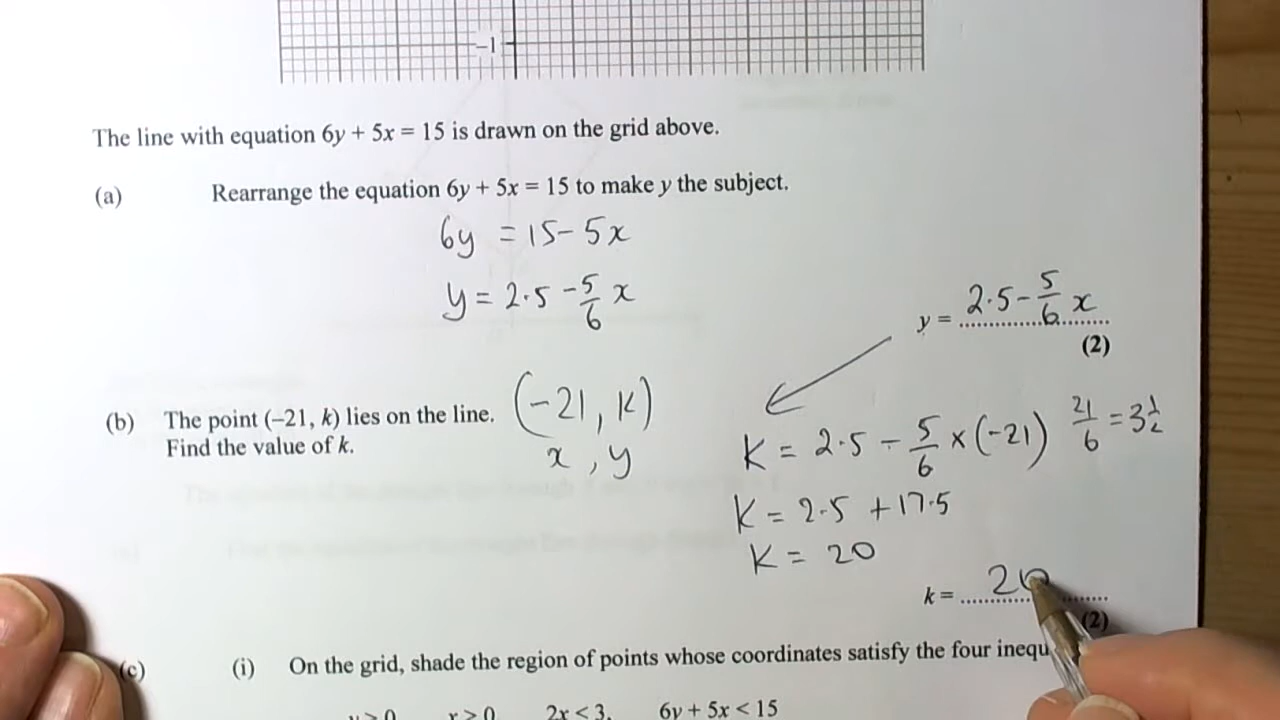 –1
The line with equation 6y + 5x = 15 is drawn on the grid above.
(a) Rearrange the equation 6y + 5x = 15 to make y the subject.
6y = 15 - 5x
y = 2·5 - 5/6 x
y = 2·5 - 5/6 x
(2)
(b) The point (–21, k) lies on the line.
Find the value of k.
(-21, k)
x , y
K = 2·5 - 5/6 × (-21) 21/6 = 3 1/2
K = 2·5 + 17·5
K = 20
k = 20
(2)
(c) (i) On the grid, shade the region of points whose coordinates satisfy the four
y > 0 x > 0 2x < 3, 6y + 5x < 15